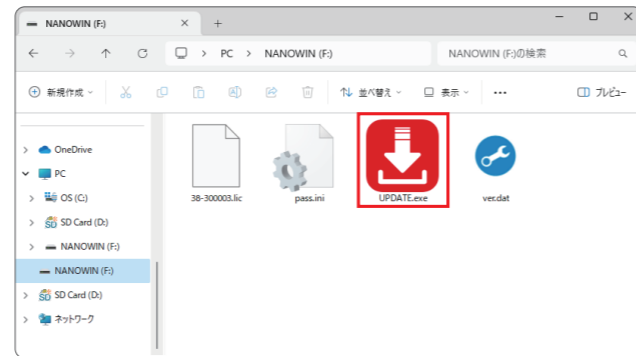 NANOWIN (F:)
PC > NANOWIN (F:)
NANOWIN (F:)の検索
新規作成
並べ替え
表示
プレビュー
OneDrive
PC
OS (C:)
SD Card (D:)
NANOWIN (F:)
NANOWIN (F:)
SD Card (D:)
ネットワーク
38-300003.lic
pass.ini
UPDATE.exe
ver.dat